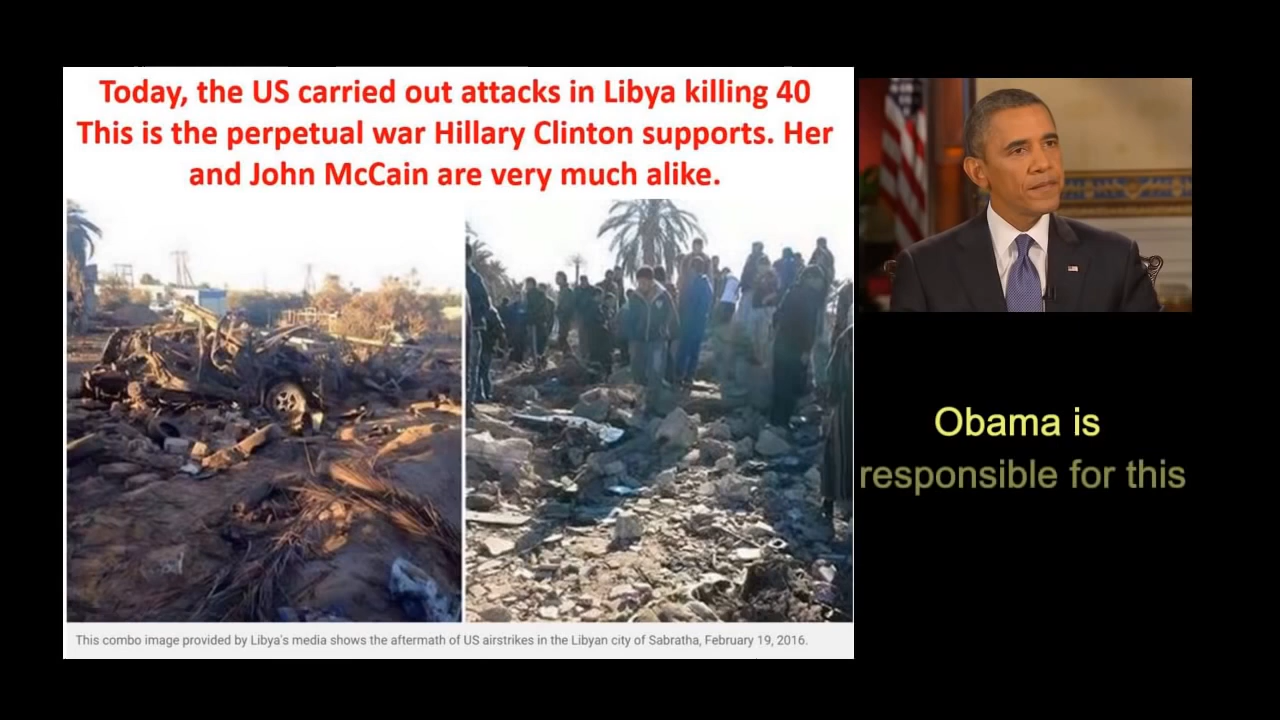 Today, the US carried out attacks in Libya killing 40
This is the perpetual war Hillary Clinton supports. Her
and John McCain are very much alike.
This combo image provided by Libya's media shows the aftermath of US airstrikes in the Libyan city of Sabratha, February 19, 2016.
Obama is
responsible for this